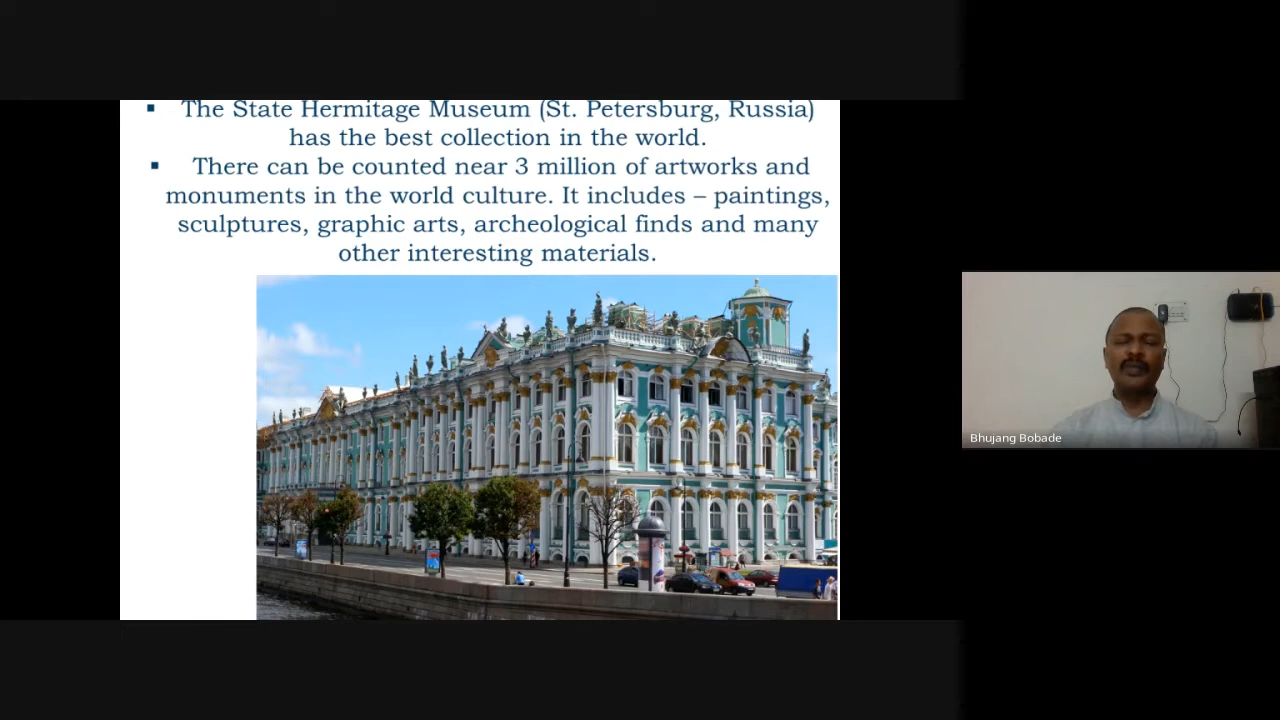 ▪ The State Hermitage Museum (St. Petersburg, Russia)
has the best collection in the world.
▪ There can be counted near 3 million of artworks and
monuments in the world culture. It includes – paintings,
sculptures, graphic arts, archeological finds and many
other interesting materials.
Bhujang Bobade